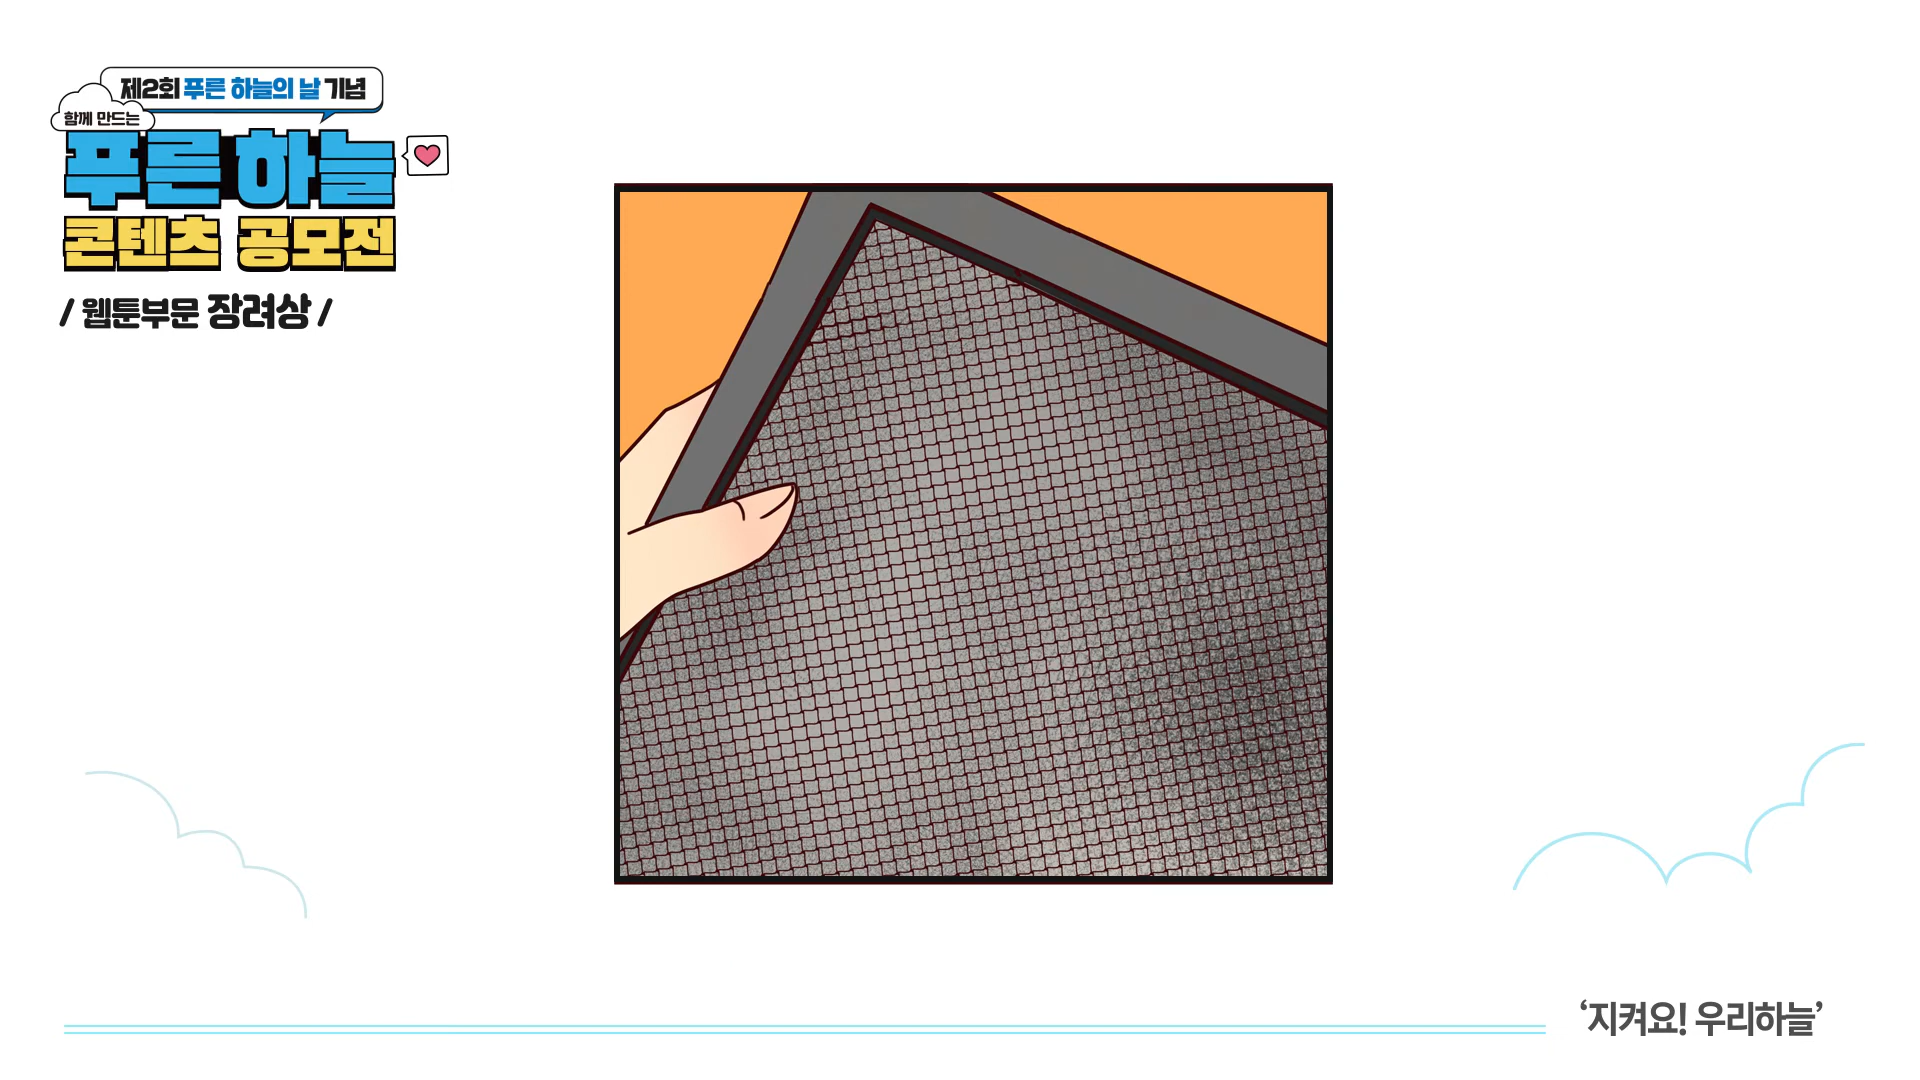 제2회 푸른 하늘의 날 기념
함께 만드는
푸른 하늘
콘텐츠 공모전
/ 웹툰부문 장려상 /
‘지켜요! 우리하늘’